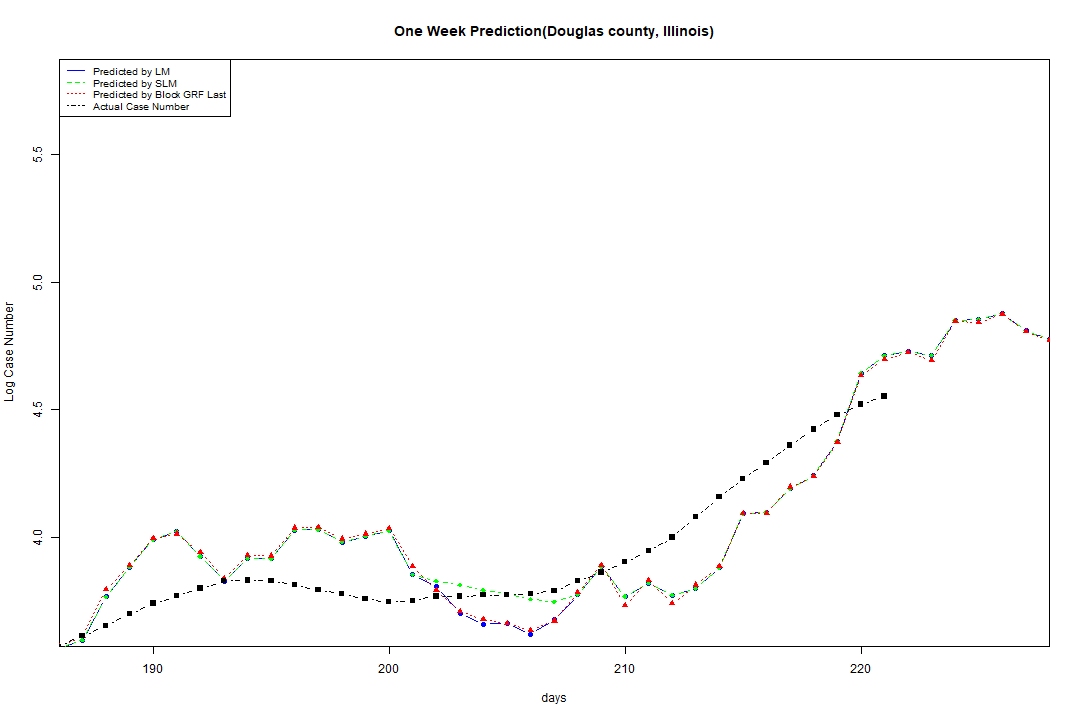 One Week Prediction(Douglas county, Illinois)
Predicted by LM
Predicted by SLM
Predicted by Block GRF Last
Actual Case Number
5.5
5.0
4.5
4.0
Log Case Number
190 200 210 220
days